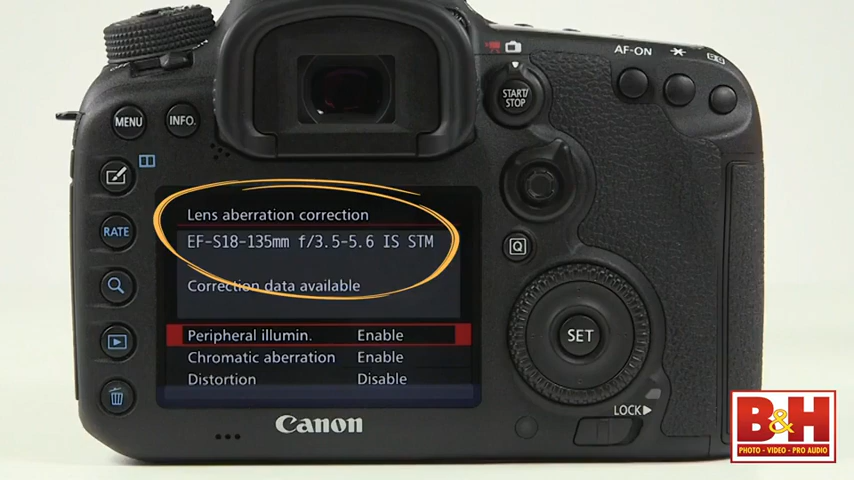 AF-ON
MENU
INFO.
START/
STOP
RATE
Lens aberration correction
EF-S18-135mm f/3.5-5.6 IS STM
Correction data available
Q
Peripheral illumin. Enable
Chromatic aberration Enable
Distortion Disable
SET
LOCK▶
Canon
B&H
PHOTO - VIDEO - PRO AUDIO